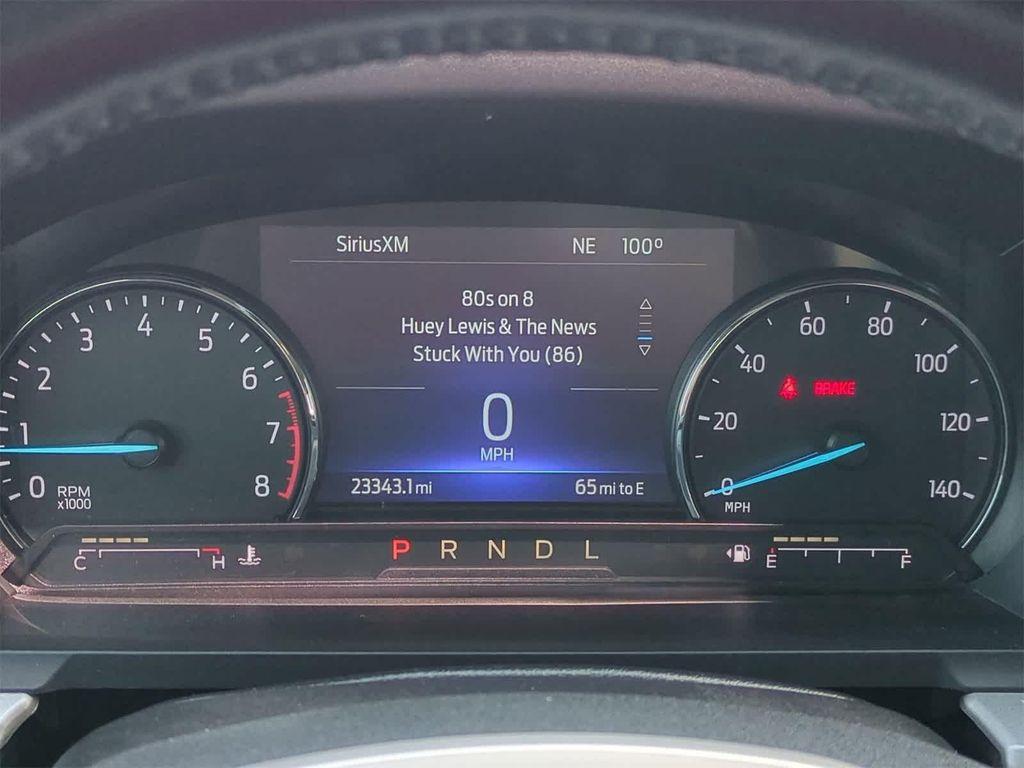 SiriusXM NE 100º
80s on 8
Huey Lewis & The News
Stuck With You (86)
0
MPH
23343.1 mi 65 mi to E
0 1 2 3 4 5 6 7 8
RPM
x1000
0 20 40 60 80 100 120 140
MPH
BRAKE
C H
P R N D L
E F